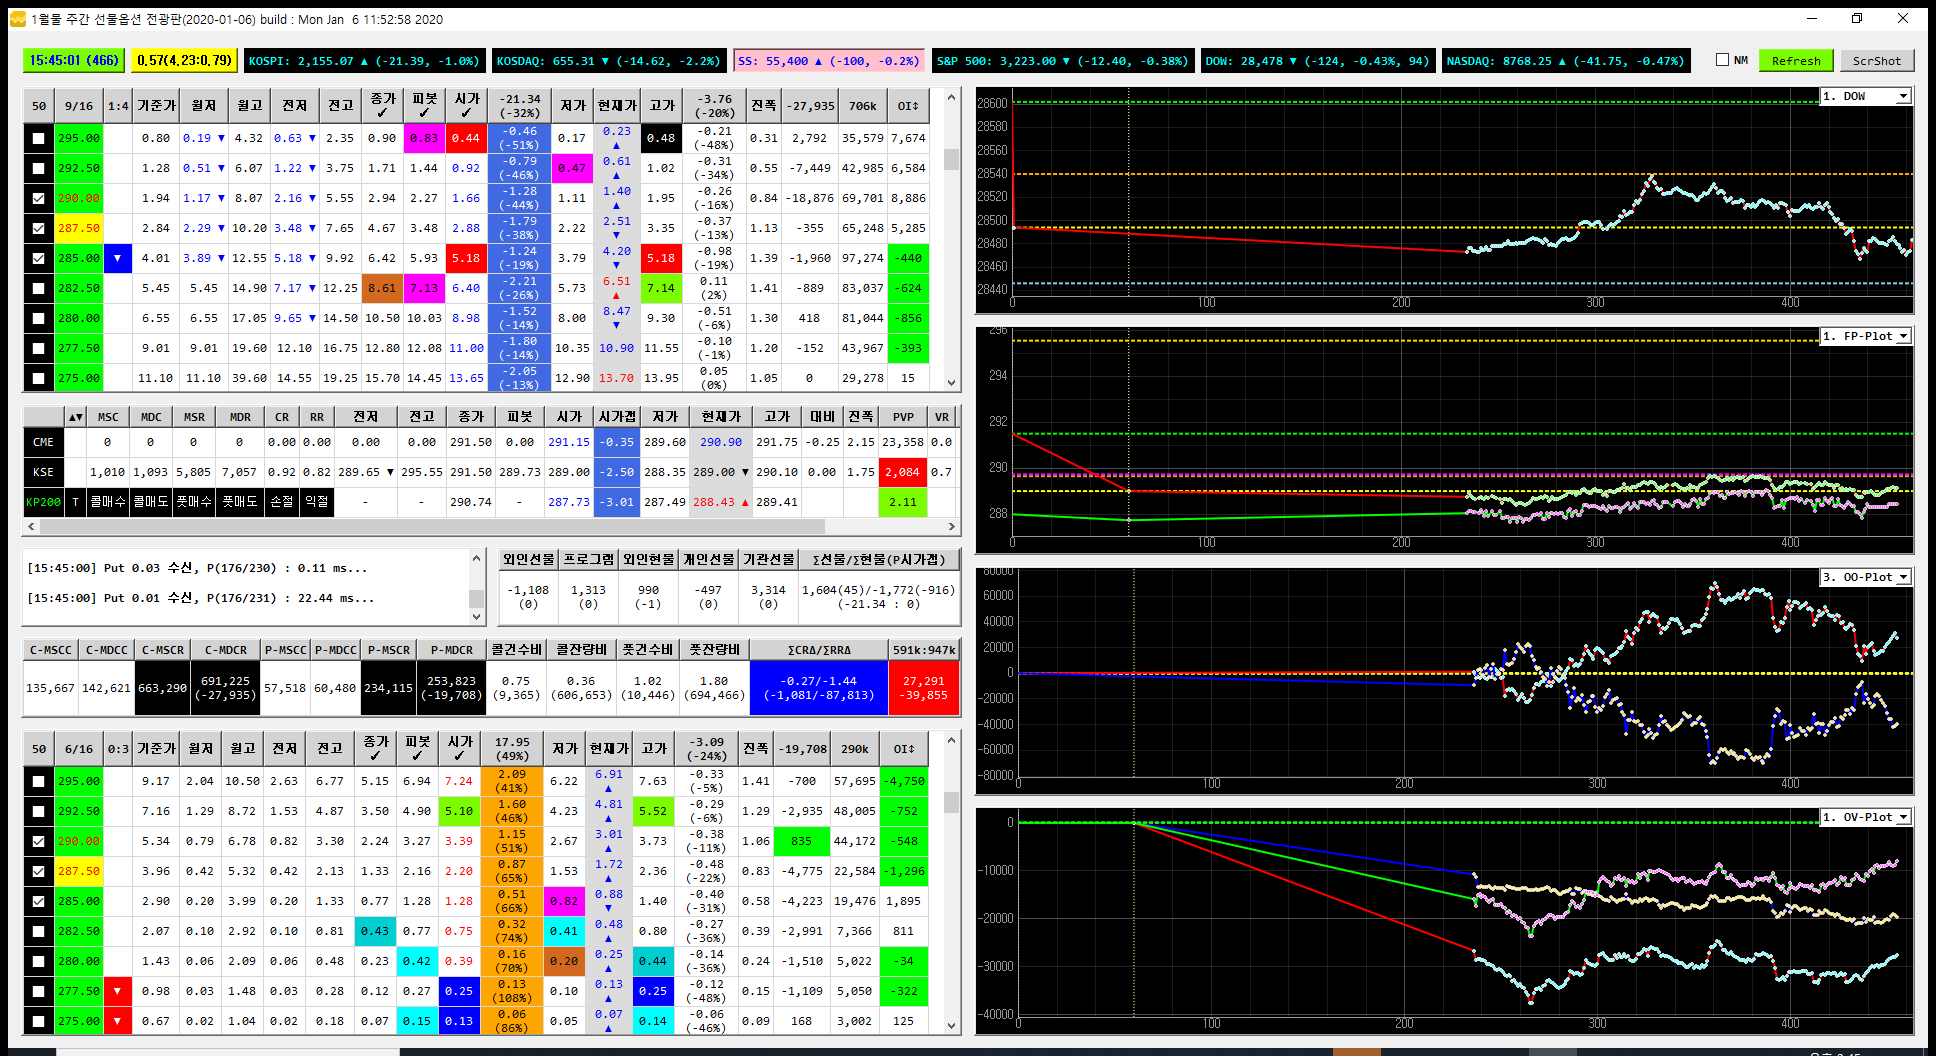 1월물 주간 선물옵션 전광판(2020-01-06) build : Mon Jan 6 11:52:58 2020
15:45:01 (466) 0.57(4.23:0.79) KOSPI: 2,155.07 ▲ (-21.39, -1.0%) KOSDAQ: 655.31 ▼ (-14.62, -2.2%) SS: 55,400 ▲ (-100, -0.2%) S&P 500: 3,223.00 ▼ (-12.40, -0.38%) DOW: 28,478 ▼ (-124, -0.43%, 94) NASDAQ: 8768.25 ▲ (-41.75, -0.47%) NM Refresh ScrShot
50 9/16 1:4 기준가 월저 월고 전저 전고 종가 ✓ 피봇 ✓ 시가 ✓ -21.34 (-32%) 저가 현재가 고가 -3.76 (-20%) 진폭 -27,935 706k OI↕
295.00 0.80 0.19 ▼ 4.32 0.63 ▼ 2.35 0.90 0.83 0.44 -0.46 (-51%) 0.17 0.23 ▲ 0.48 -0.21 (-48%) 0.31 2,792 35,579 7,674
292.50 1.28 0.51 ▼ 6.07 1.22 ▼ 3.75 1.71 1.44 0.92 -0.79 (-46%) 0.47 0.61 ▲ 1.02 -0.31 (-34%) 0.55 -7,449 42,985 6,584
290.00 1.94 1.17 ▼ 8.07 2.16 ▼ 5.55 2.94 2.27 1.66 -1.28 (-44%) 1.11 1.40 ▲ 1.95 -0.26 (-16%) 0.84 -18,876 69,701 8,886
287.50 2.84 2.29 ▼ 10.20 3.48 ▼ 7.65 4.67 3.48 2.88 -1.79 (-38%) 2.22 2.51 ▼ 3.35 -0.37 (-13%) 1.13 -355 65,248 5,285
285.00 ▼ 4.01 3.89 ▼ 12.55 5.18 ▼ 9.92 6.42 5.93 5.18 -1.24 (-19%) 3.79 4.20 ▼ 5.18 -0.98 (-19%) 1.39 -1,960 97,274 -440
282.50 5.45 5.45 14.90 7.17 ▼ 12.25 8.61 7.13 6.40 -2.21 (-26%) 5.73 6.51 ▲ 7.14 0.11 (2%) 1.41 -889 83,037 -624
280.00 6.55 6.55 17.05 9.65 ▼ 14.50 10.50 10.03 8.98 -1.52 (-14%) 8.00 8.47 ▼ 9.30 -0.51 (-6%) 1.30 418 81,044 -856
277.50 9.01 9.01 19.60 12.10 16.75 12.80 12.08 11.00 -1.80 (-14%) 10.35 10.90 11.55 -0.10 (-1%) 1.20 -152 43,967 -393
275.00 11.10 11.10 39.60 14.55 19.25 15.70 14.45 13.65 -2.05 (-13%) 12.90 13.70 13.95 0.05 (0%) 1.05 0 29,278 15
▲▼ MSC MDC MSR MDR CR RR 전저 전고 종가 피봇 시가 시가갭 저가 현재가 고가 대비 진폭 PVP VR
CME 0 0 0 0 0.00 0.00 0.00 0.00 291.50 0.00 291.15 -0.35 289.60 290.90 291.75 -0.25 2.15 23,358 0.0
KSE 1,010 1,093 5,805 7,057 0.92 0.82 289.65 ▼ 295.55 291.50 289.73 289.00 -2.50 288.35 289.00 ▼ 290.10 0.00 1.75 2,084 0.7
KP200 T 콜매수 콜매도 풋매수 풋매도 손절 익절 - - 290.74 - 287.73 -3.01 287.49 288.43 ▲ 289.41 2.11
[15:45:00] Put 0.03 수신, P(176/230) : 0.11 ms...
[15:45:00] Put 0.01 수신, P(176/231) : 22.44 ms...
외인선물 프로그램 외인현물 개인선물 기관선물 Σ선물/Σ현물(P시가갭)
-1,108 1,313 990 -497 3,314 1,604(45)/-1,772(-916)
(0) (0) (-1) (0) (0) (-21.34 : 0)
C-MSCC C-MDCC C-MSCR C-MDCR P-MSCC P-MDCC P-MSCR P-MDCR 콜건수비 콜잔량비 풋건수비 풋잔량비 ΣCRΔ/ΣRRΔ 591k:947k
135,667 142,621 663,290 691,225 (-27,935) 57,518 60,480 234,115 253,823 (-19,708) 0.75 (9,365) 0.36 (606,653) 1.02 (10,446) 1.80 (694,466) -0.27/-1.44 (-1,081/-87,813) 27,291 -39,855
50 6/16 0:3 기준가 월저 월고 전저 전고 종가 ✓ 피봇 ✓ 시가 ✓ 17.95 (49%) 저가 현재가 고가 -3.09 (-24%) 진폭 -19,708 290k OI↕
295.00 9.17 2.04 10.50 2.63 6.77 5.15 6.94 7.24 2.09 (41%) 6.22 6.91 ▲ 7.63 -0.33 (-5%) 1.41 -700 57,695 -4,750
292.50 7.16 1.29 8.72 1.53 4.87 3.50 4.90 5.10 1.60 (46%) 4.23 4.81 ▲ 5.52 -0.29 (-6%) 1.29 -2,935 48,005 -752
290.00 5.34 0.79 6.78 0.82 3.30 2.24 3.27 3.39 1.15 (51%) 2.67 3.01 ▲ 3.73 -0.38 (-11%) 1.06 835 44,172 -548
287.50 3.96 0.42 5.32 0.42 2.13 1.33 2.16 2.20 0.87 (65%) 1.53 1.72 ▲ 2.36 -0.48 (-22%) 0.83 -4,775 22,584 -1,296
285.00 2.90 0.20 3.99 0.20 1.33 0.77 1.28 1.28 0.51 (66%) 0.82 0.88 ▼ 1.40 -0.40 (-31%) 0.58 -4,223 19,476 1,895
282.50 2.07 0.10 2.92 0.10 0.81 0.43 0.77 0.75 0.32 (74%) 0.41 0.48 ▲ 0.80 -0.27 (-36%) 0.39 -2,991 7,366 811
280.00 1.43 0.06 2.09 0.06 0.48 0.23 0.42 0.39 0.16 (70%) 0.20 0.25 ▲ 0.44 -0.14 (-36%) 0.24 -1,510 5,022 -34
277.50 ▼ 0.98 0.03 1.48 0.03 0.28 0.12 0.27 0.25 0.13 (108%) 0.10 0.13 ▲ 0.25 -0.12 (-48%) 0.15 -1,109 5,050 -322
275.00 ▼ 0.67 0.02 1.04 0.02 0.18 0.07 0.15 0.13 0.06 (86%) 0.05 0.07 ▲ 0.14 -0.06 (-46%) 0.09 168 3,002 125
1. DOW
28600
28580
28560
28540
28520
28500
28480
28460
28440
0 100 200 300 400
1. FP-Plot
296
294
292
290
288
0 100 200 300 400
3. OO-Plot
80000
60000
40000
20000
0
-20000
-40000
-60000
-80000
0 100 200 300 400
1. OV-Plot
0
-10000
-20000
-30000
-40000
0 100 200 300 400